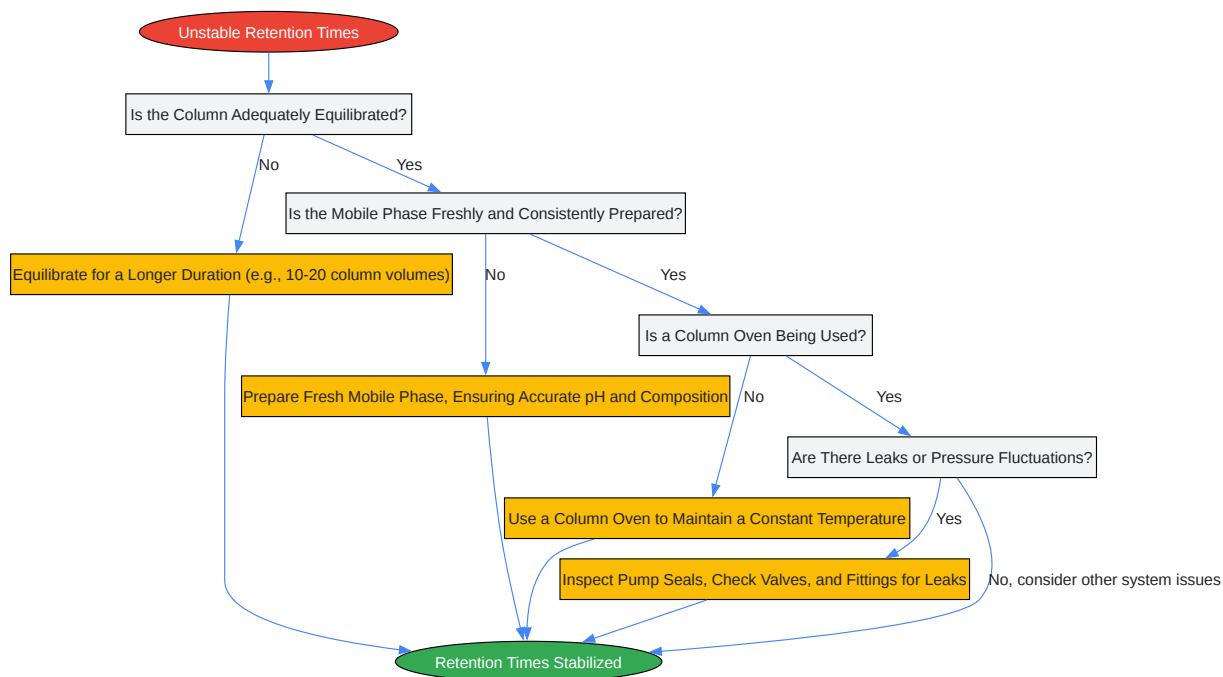 Unstable Retention Times
Is the Column Adequately Equilibrated?
No
Yes
Is the Mobile Phase Freshly and Consistently Prepared?
Equilibrate for a Longer Duration (e.g., 10-20 column volumes)
No
Yes
Is a Column Oven Being Used?
Prepare Fresh Mobile Phase, Ensuring Accurate pH and Composition
No
Yes
Are There Leaks or Pressure Fluctuations?
Use a Column Oven to Maintain a Constant Temperature
Yes
Inspect Pump Seals, Check Valves, and Fittings for Leaks
No, consider other system issues
Retention Times Stabilized